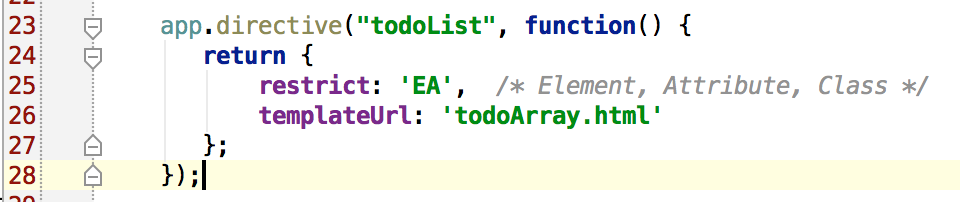 23 app.directive("todoList", function() {
24 return {
25 restrict: 'EA', /* Element, Attribute, Class */
26 templateUrl: 'todoArray.html'
27 };
28 });